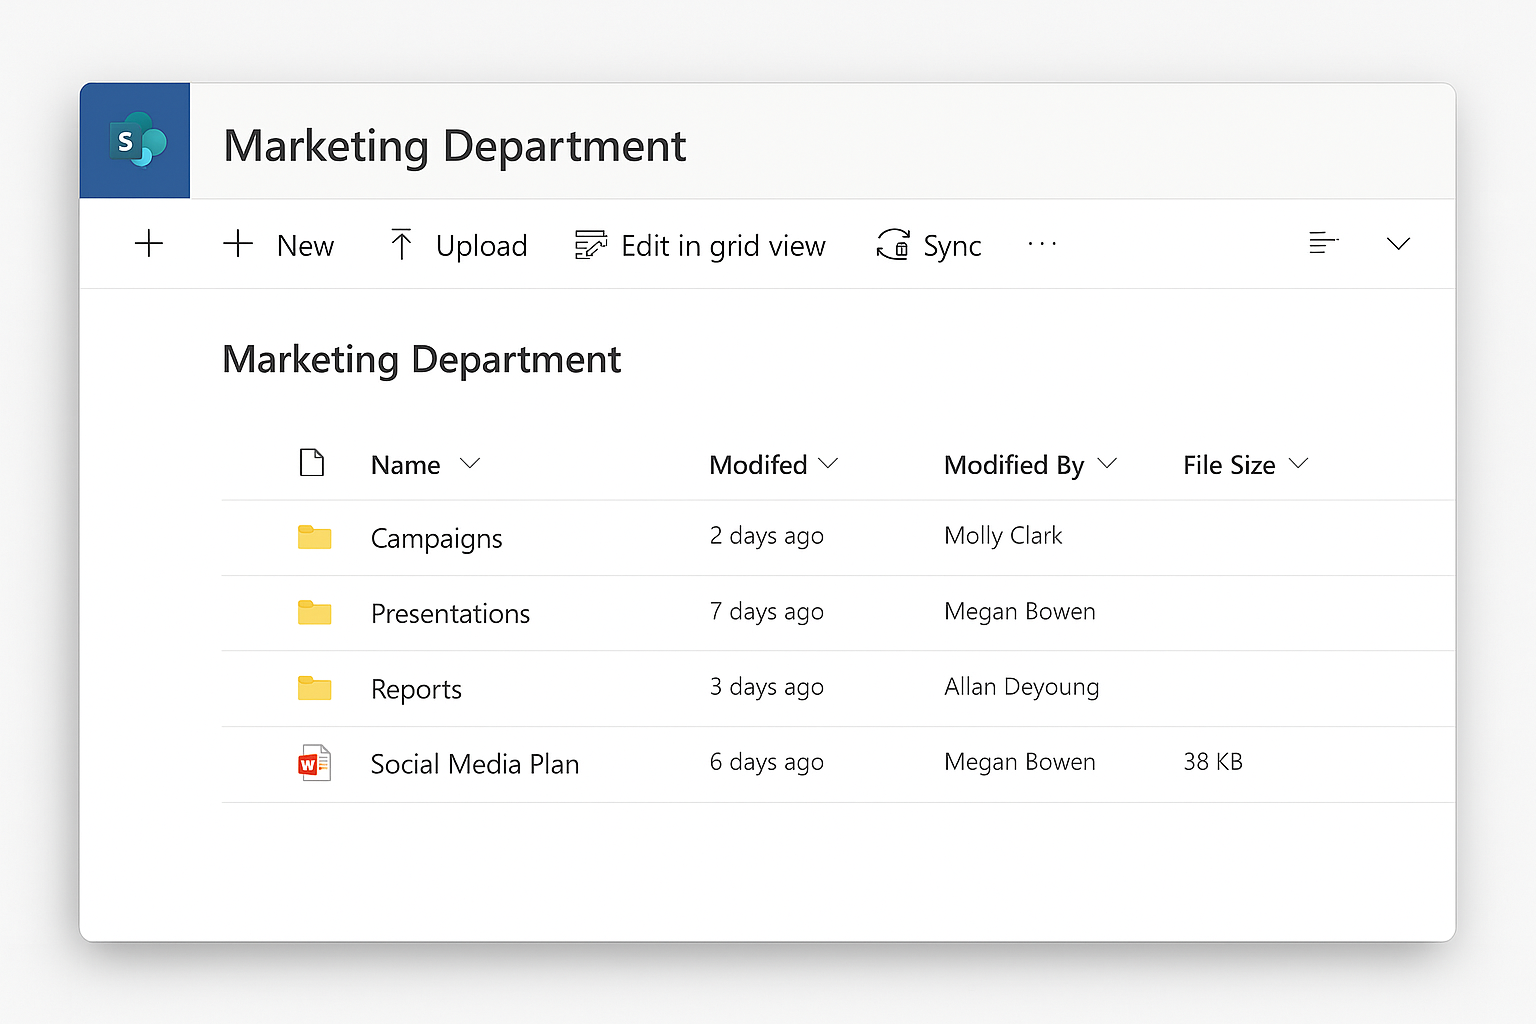 S
Marketing Department
New Upload Edit in grid view Sync ...
Marketing Department
Name Modifed Modified By File Size
Campaigns 2 days ago Molly Clark
Presentations 7 days ago Megan Bowen
Reports 3 days ago Allan Deyoung
W Social Media Plan 6 days ago Megan Bowen 38 KB